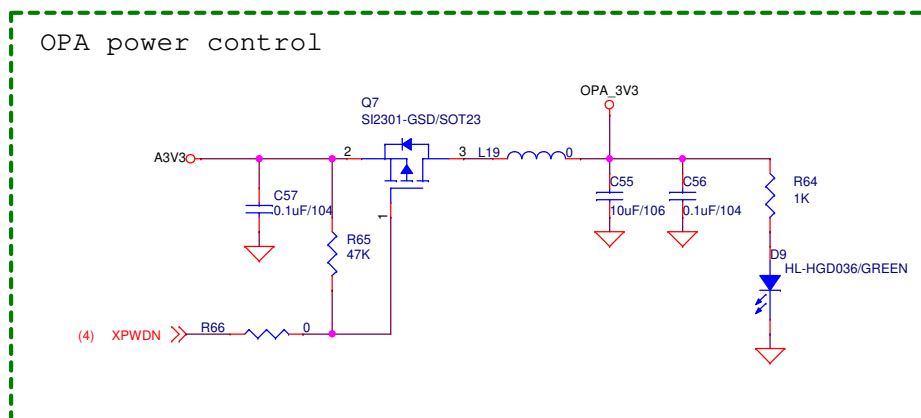 OPA power control
OPA_3V3
Q7
SI2301-GSD/SOT23
A3V3
2
3
L19
0
1
C57
0.1uF/104
C55
10uF/106
C56
0.1uF/104
R64
1K
R65
47K
D9
HL-HGD036/GREEN
(4)
XPWDN
R66
0